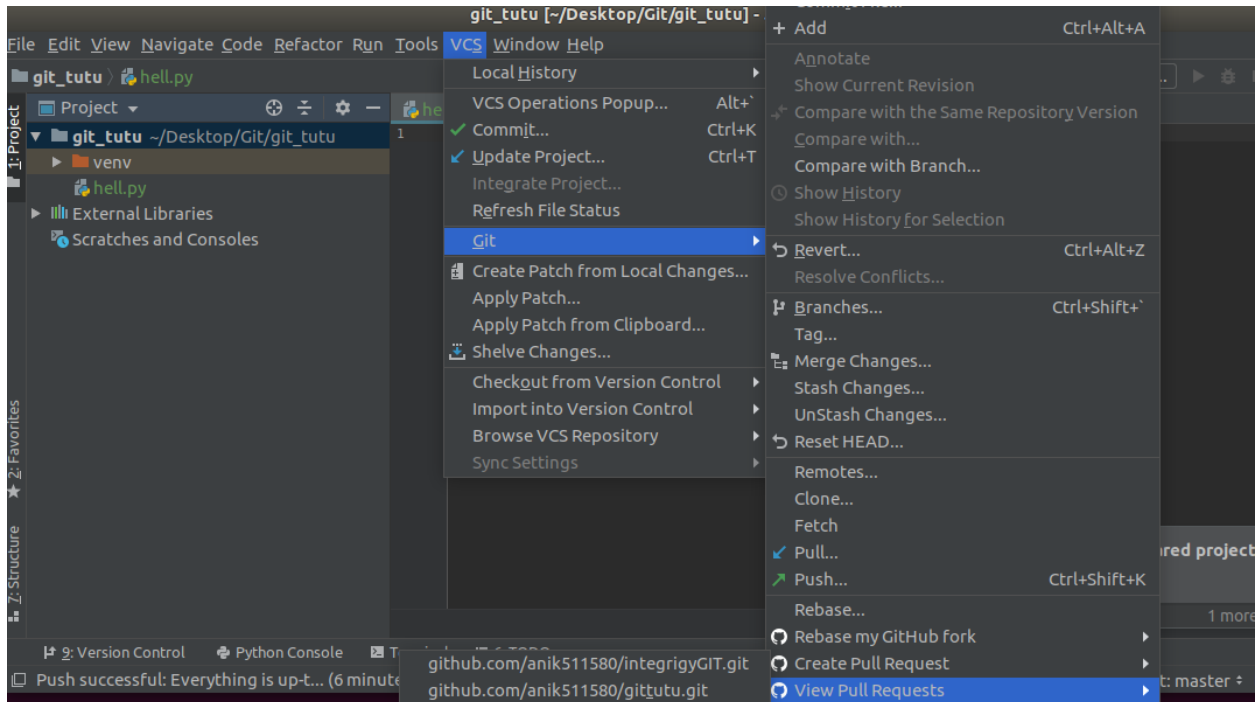 git_tutu [~/Desktop/Git/git_tutu] -
File Edit View Navigate Code Refactor Run Tools VCS Window Help
git_tutu hell.py
1: Project
Project
git_tutu ~/Desktop/Git/git_tutu
venv
hell.py
External Libraries
Scratches and Consoles
2: Favorites
7: Structure
he
1
Local History
VCS Operations Popup... Alt+`
Commit... Ctrl+K
Update Project... Ctrl+T
Integrate Project...
Refresh File Status
Git
Create Patch from Local Changes...
Apply Patch...
Apply Patch from Clipboard...
Shelve Changes...
Checkout from Version Control
Import into Version Control
Browse VCS Repository
Sync Settings
+ Add Ctrl+Alt+A
Annotate
Show Current Revision
Compare with the Same Repository Version
Compare with...
Compare with Branch...
Show History
Show History for Selection
Revert... Ctrl+Alt+Z
Resolve Conflicts...
Branches... Ctrl+Shift+`
Tag...
Merge Changes...
Stash Changes...
UnStash Changes...
Reset HEAD...
Remotes...
Clone...
Fetch
Pull...
Push... Ctrl+Shift+K
Rebase...
Rebase my GitHub fork
Create Pull Request
View Pull Requests
github.com/anik511580/integrigyGIT.git
github.com/anik511580/gittutu.git
ared project
1 more
9: Version Control Python Console
Push successful: Everything is up-t... (6 minute
t: master